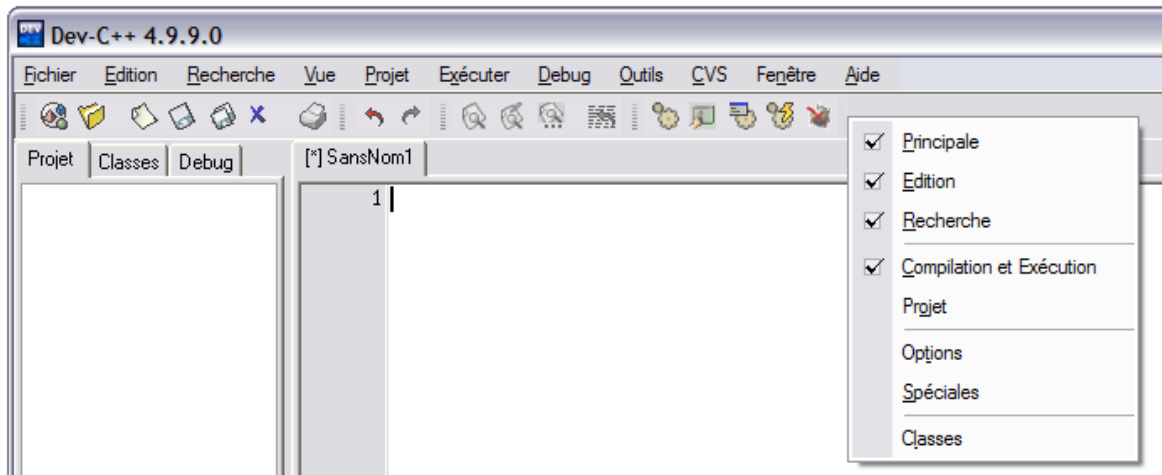 Dev-C++ 4.9.9.0
Fichier Edition Recherche Vue Projet Exécuter Debug Outils CVS Fenêtre Aide
Projet Classes Debug [*] SansNom1
1
Principale
Edition
Recherche
Compilation et Exécution
Projet
Options
Spéciales
Classes